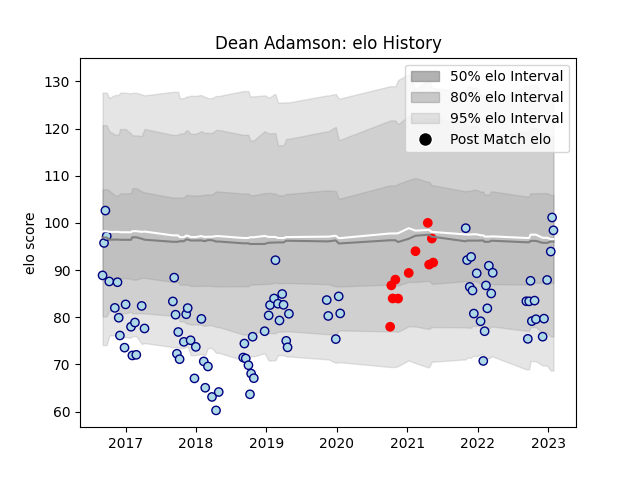 Dean Adamson: elo History
50% elo Interval
80% elo Interval
95% elo Interval
Post Match elo
elo score
130
120
110
100
90
80
70
60
2017
2018
2019
2020
2021
2022
2023